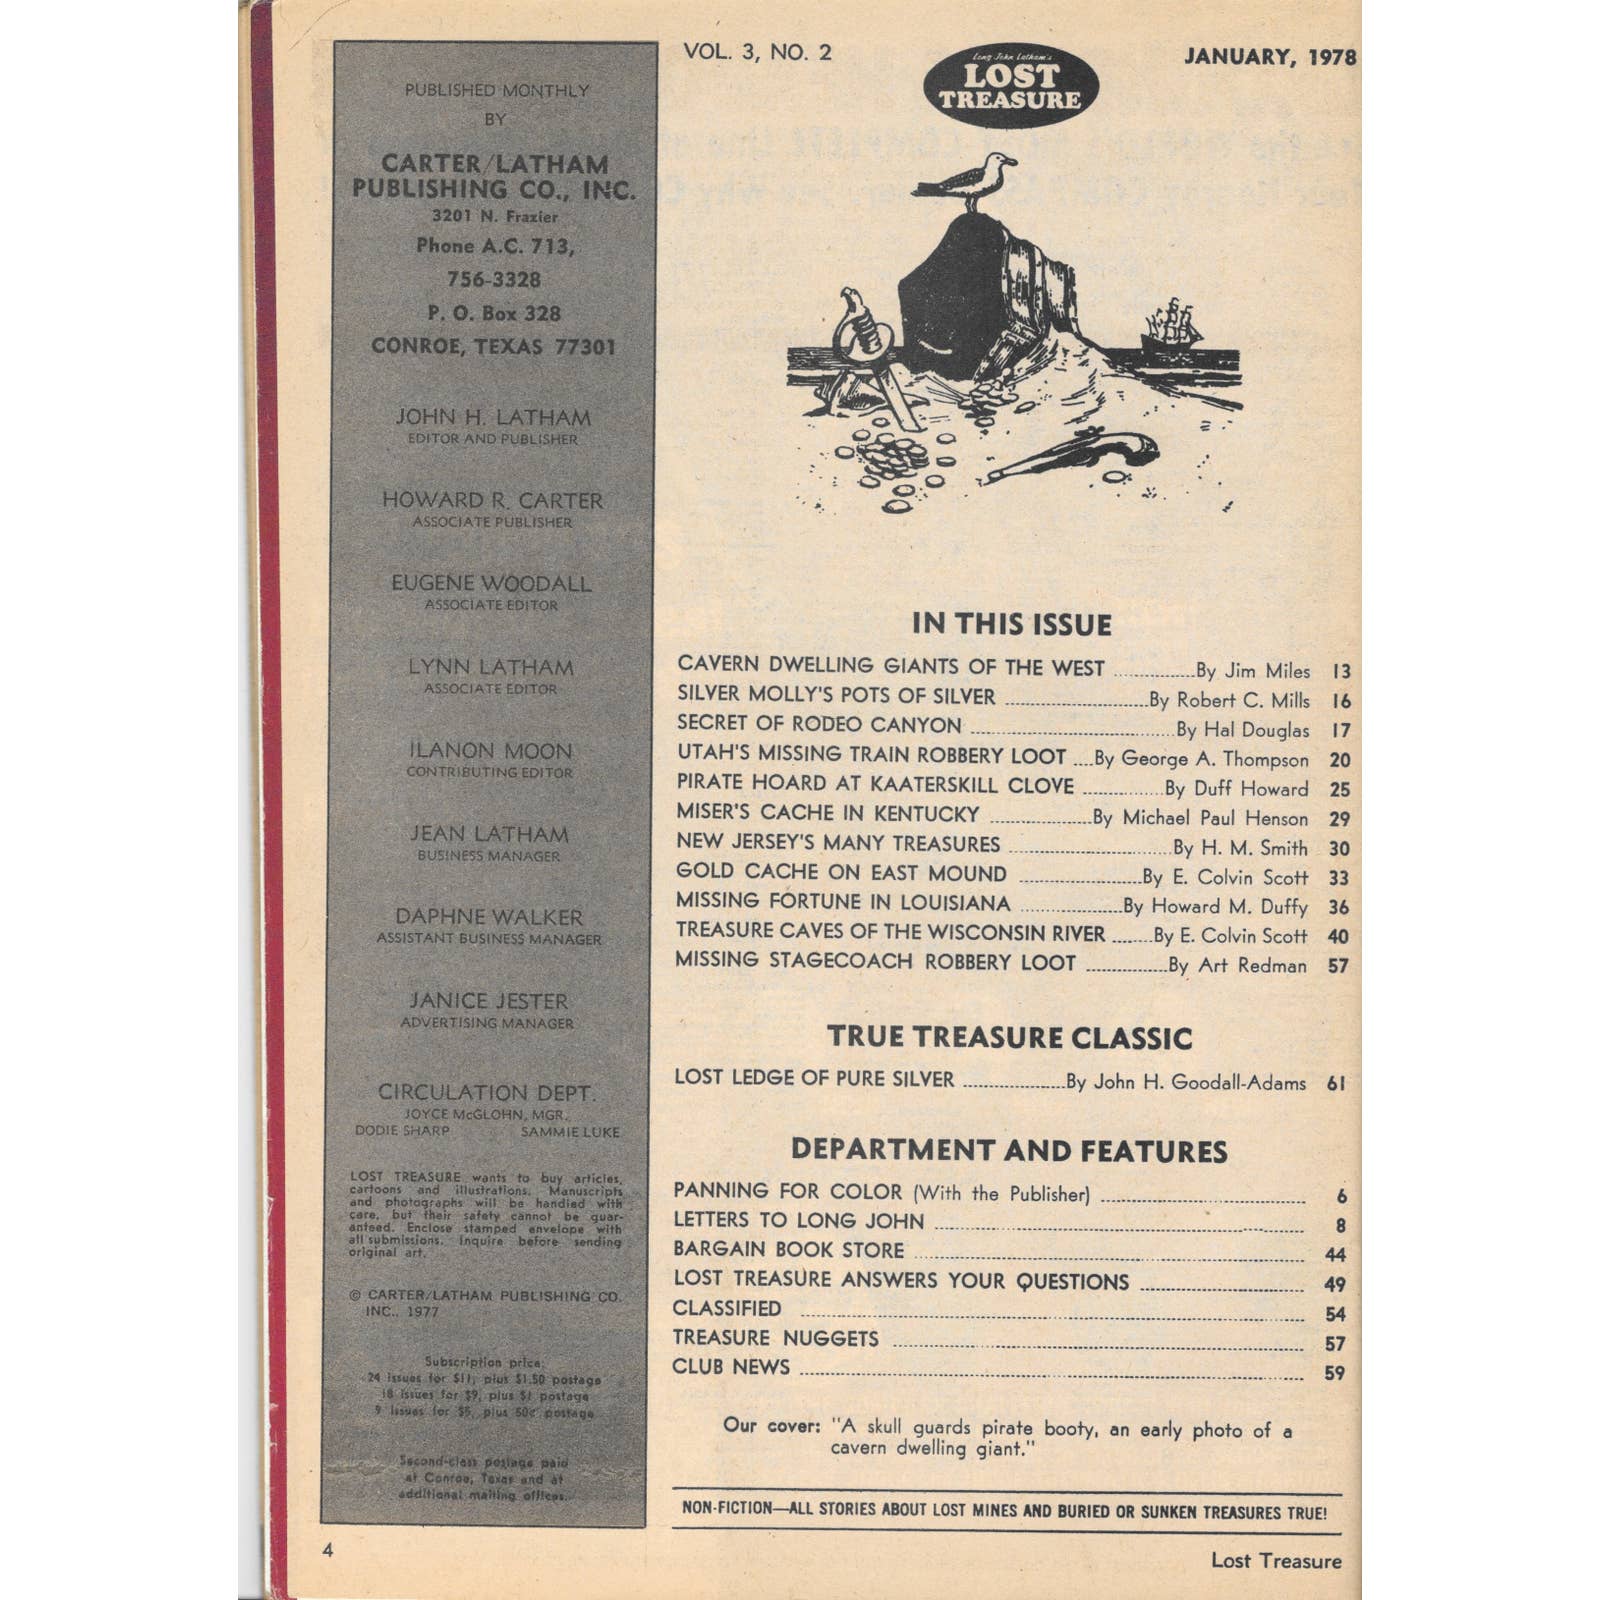 PUBLISHED MONTHLY
BY
CARTER/LATHAM
PUBLISHING CO., INC.
3201 N. Frazier
Phone A.C. 713,
756-3328
P. O. Box 328
CONROE, TEXAS 77301
JOHN H. LATHAM
EDITOR AND PUBLISHER
HOWARD R. CARTER
ASSOCIATE PUBLISHER
EUGENE WOODALL
ASSOCIATE EDITOR
LYNN LATHAM
ASSOCIATE EDITOR
ILANON MOON
CONTRIBUTING EDITOR
JEAN LATHAM
BUSINESS MANAGER
DAPHNE WALKER
ASSISTANT BUSINESS MANAGER
JANICE JESTER
ADVERTISING MANAGER
CIRCULATION DEPT.
JOYCE McGLOHN, MGR.
DODIE SHARP SAMMIE LUKE
LOST TREASURE wants to buy articles,
cartoons and illustrations. Manuscripts
and photographs will be handled with
care, but their safety cannot be guar-
anteed. Enclose stamped envelope with
all submissions. Inquire before sending
original art.
© CARTER/LATHAM PUBLISHING CO.
INC., 1977
Subscription price:
24 issues for $11, plus $1.50 postage
18 issues for $9, plus $1 postage
9 issues for $5, plus 50¢ postage
Second-class postage paid
at Conroe, Texas and at
additional mailing offices.
4
VOL. 3, NO. 2
Long John Latham's
LOST
TREASURE
JANUARY, 1978
IN THIS ISSUE
CAVERN DWELLING GIANTS OF THE WEST ..............By Jim Miles 13
SILVER MOLLY'S POTS OF SILVER ..............By Robert C. Mills 16
SECRET OF RODEO CANYON ..............By Hal Douglas 17
UTAH'S MISSING TRAIN ROBBERY LOOT ....By George A. Thompson 20
PIRATE HOARD AT KAATERSKILL CLOVE ..............By Duff Howard 25
MISER'S CACHE IN KENTUCKY ..............By Michael Paul Henson 29
NEW JERSEY'S MANY TREASURES ..............By H. M. Smith 30
GOLD CACHE ON EAST MOUND ..............By E. Colvin Scott 33
MISSING FORTUNE IN LOUISIANA ..............By Howard M. Duffy 36
TREASURE CAVES OF THE WISCONSIN RIVER ........By E. Colvin Scott 40
MISSING STAGECOACH ROBBERY LOOT ..............By Art Redman 57
TRUE TREASURE CLASSIC
LOST LEDGE OF PURE SILVER ..............By John H. Goodall-Adams 61
DEPARTMENT AND FEATURES
PANNING FOR COLOR (With the Publisher) .............. 6
LETTERS TO LONG JOHN .............. 8
BARGAIN BOOK STORE .............. 44
LOST TREASURE ANSWERS YOUR QUESTIONS .............. 49
CLASSIFIED .............. 54
TREASURE NUGGETS .............. 57
CLUB NEWS .............. 59
Our cover: "A skull guards pirate booty, an early photo of a
cavern dwelling giant."
NON-FICTION—ALL STORIES ABOUT LOST MINES AND BURIED OR SUNKEN TREASURES TRUE!
Lost Treasure